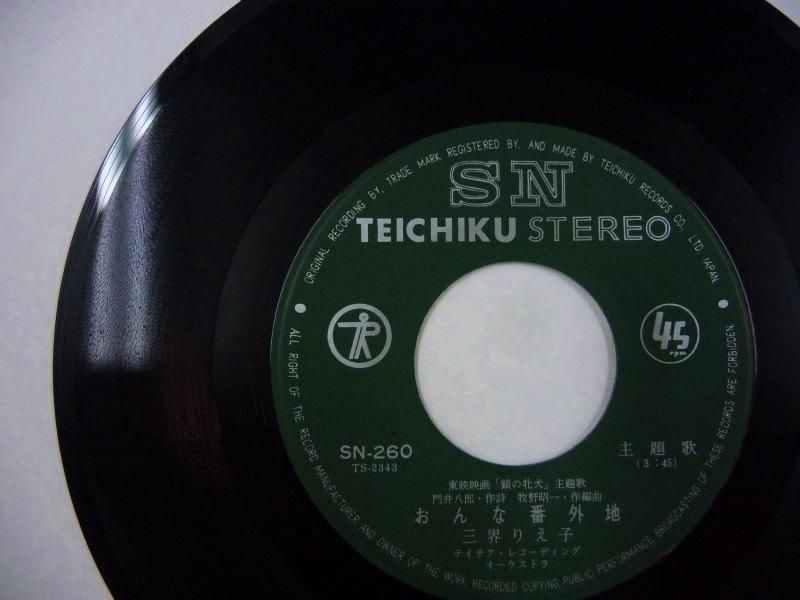 ORIGINAL RECORDING BY, TRADE MARK REGISTERED BY, AND MADE BY TEICHIKU RECORDS CO., LTD. JAPAN
SN
TEICHIKU STEREO
45
rpm
SN-260
TS-2343
主題歌
(3:45)
東映映画「鎖の牝犬」主題歌
門井八郎・作詩 牧野昭一・作編曲
おんな番外地
三界りえ子
テイチク・レコーディング
オーケストラ
ALL RIGHT OF THE RECORD MANUFACTURER AND OWNER OF THE WORK RECORDED COPYING, PUBLIC PERFORMANCE BROADCASTING OF THESE RECORDS ARE FORBIDDEN.